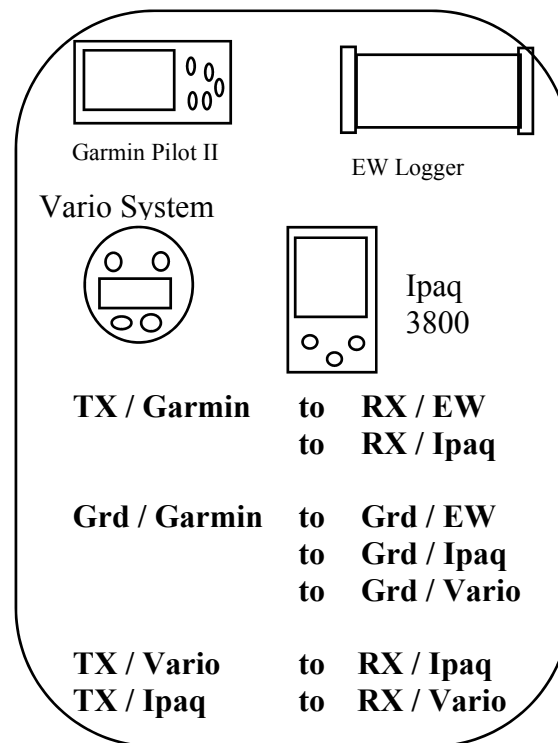 Garmin Pilot II
EW Logger
Vario System
Ipaq
3800
TX / Garmin to RX / EW
to RX / Ipaq
Grd / Garmin to Grd / EW
to Grd / Ipaq
to Grd / Vario
TX / Vario to RX / Ipaq
TX / Ipaq to RX / Vario